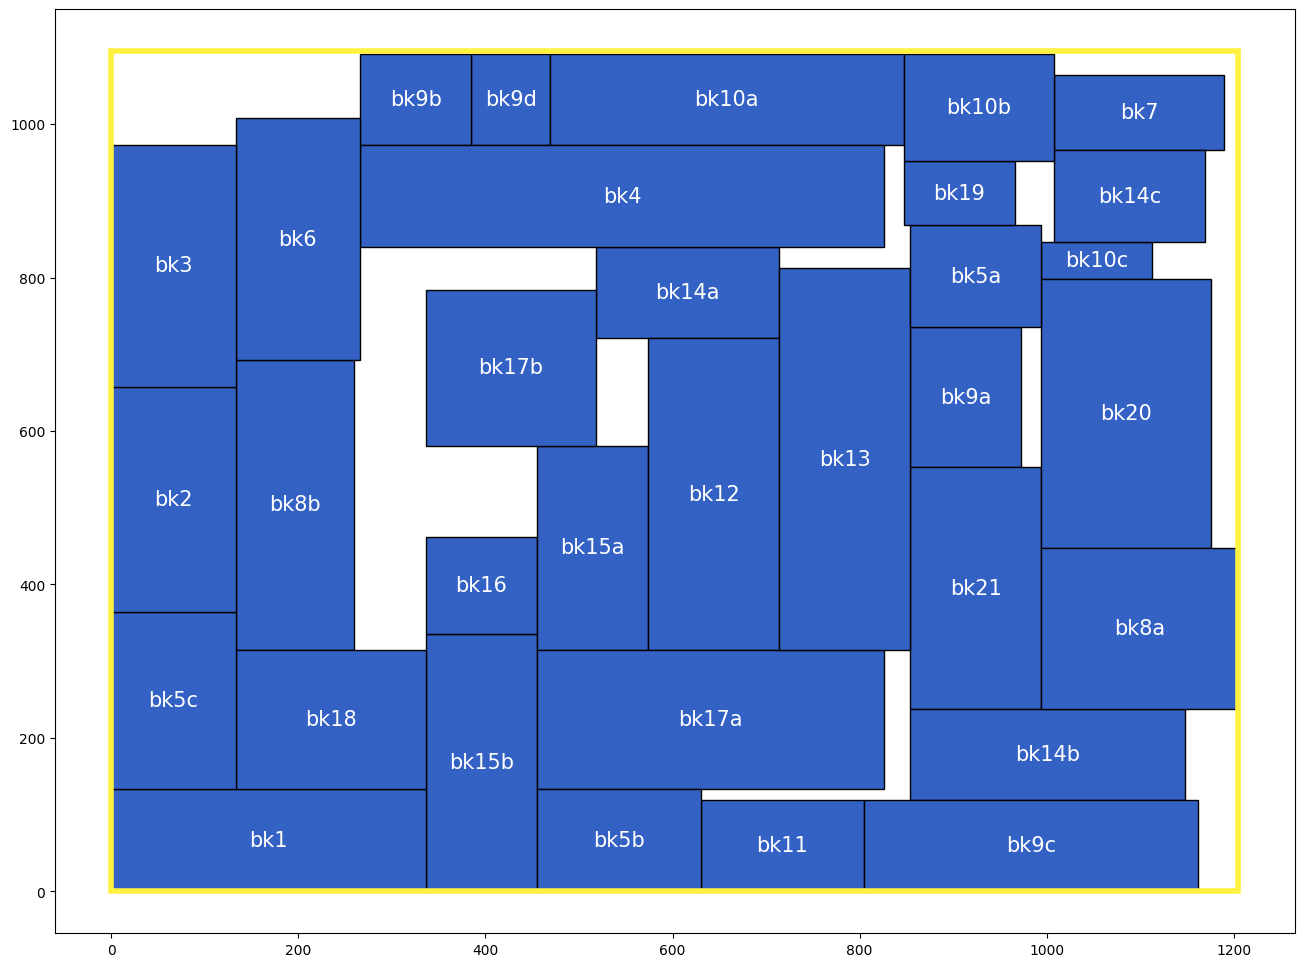 bk9b bk9d bk10a bk10b bk7
bk4 bk19 bk14c
bk3 bk6 bk14a bk5a bk10c
bk17b bk9a bk20
bk2 bk8b bk12 bk13
bk16 bk15a bk21 bk8a
bk5c bk18 bk15b bk17a bk14b
bk1 bk5b bk11 bk9c
1000
800
600
400
200
0
0 200 400 600 800 1000 1200